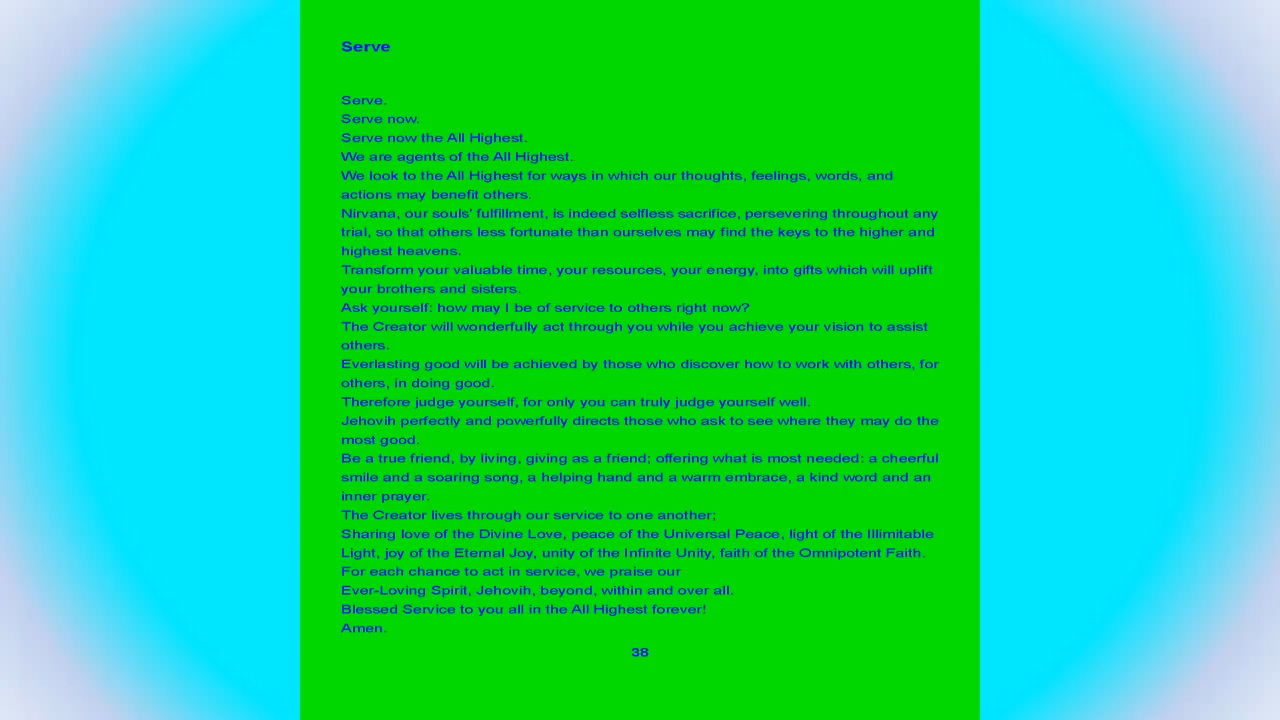 Serve
Serve.
Serve now.
Serve now the All Highest.
We are agents of the All Highest.
We look to the All Highest for ways in which our thoughts, feelings, words, and
actions may benefit others.
Nirvana, our souls' fulfillment, is indeed selfless sacrifice, persevering throughout any
trial, so that others less fortunate than ourselves may find the keys to the higher and
highest heavens.
Transform your valuable time, your resources, your energy, into gifts which will uplift
your brothers and sisters.
Ask yourself: how may I be of service to others right now?
The Creator will wonderfully act through you while you achieve your vision to assist
others.
Everlasting good will be achieved by those who discover how to work with others, for
others, in doing good.
Therefore judge yourself, for only you can truly judge yourself well.
Jehovih perfectly and powerfully directs those who ask to see where they may do the
most good.
Be a true friend, by living, giving as a friend; offering what is most needed: a cheerful
smile and a soaring song, a helping hand and a warm embrace, a kind word and an
inner prayer.
The Creator lives through our service to one another;
Sharing love of the Divine Love, peace of the Universal Peace, light of the Illimitable
Light, joy of the Eternal Joy, unity of the Infinite Unity, faith of the Omnipotent Faith.
For each chance to act in service, we praise our
Ever-Loving Spirit, Jehovih, beyond, within and over all.
Blessed Service to you all in the All Highest forever!
Amen.
38